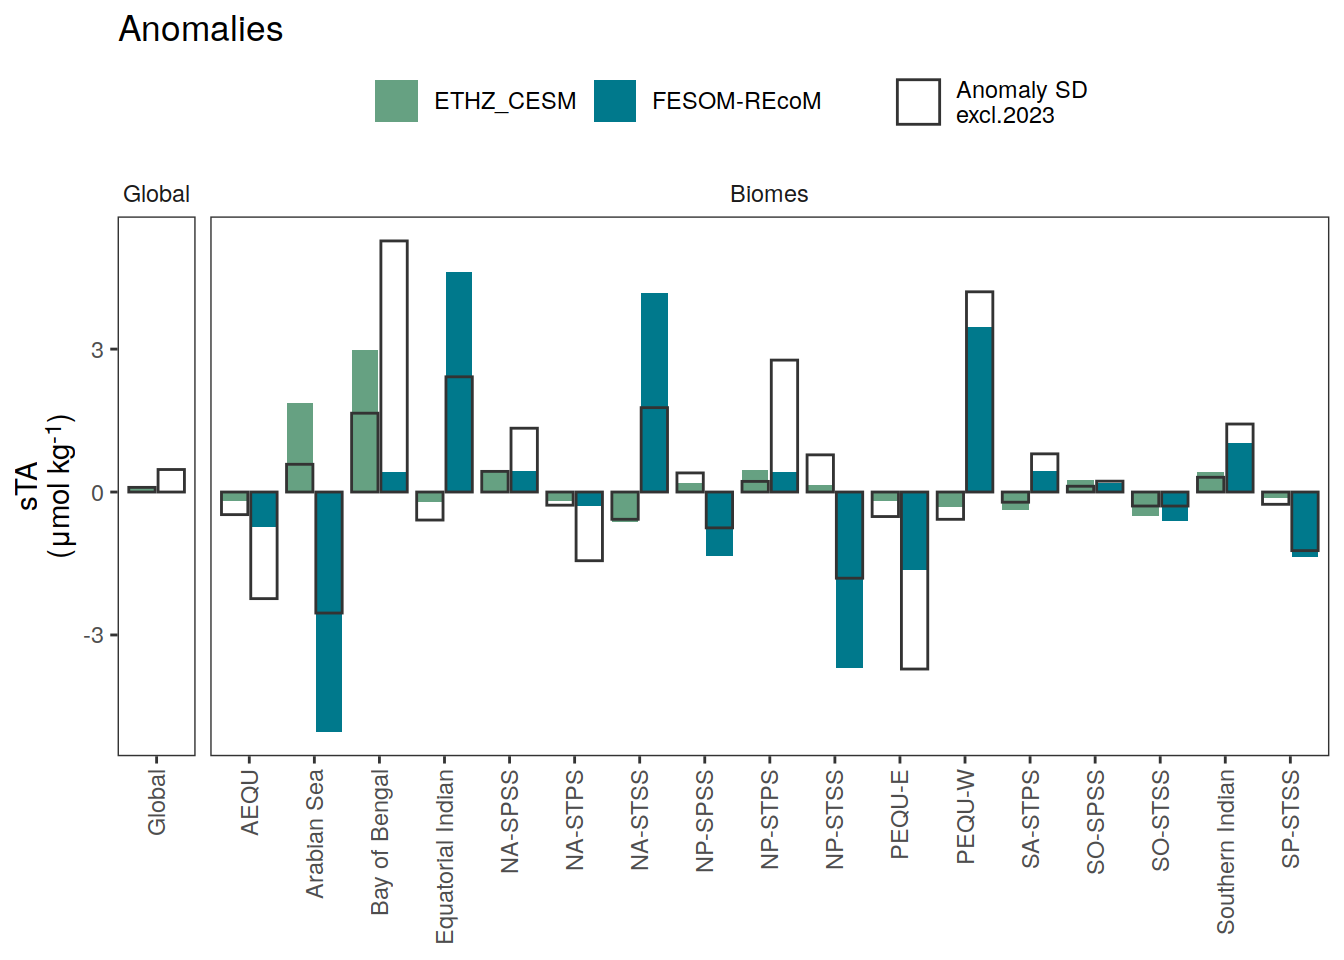 Anomalies
ETHZ_CESM
FESOM-REcoM
Anomaly SD
excl.2023
Global
Biomes
sTA
(μmol kg⁻¹)
3
0
-3
Global
AEQU
Arabian Sea
Bay of Bengal
Equatorial Indian
NA-SPSS
NA-STPS
NA-STSS
NP-SPSS
NP-STPS
NP-STSS
PEQU-E
PEQU-W
SA-STPS
SO-SPSS
SO-STSS
Southern Indian
SP-STSS